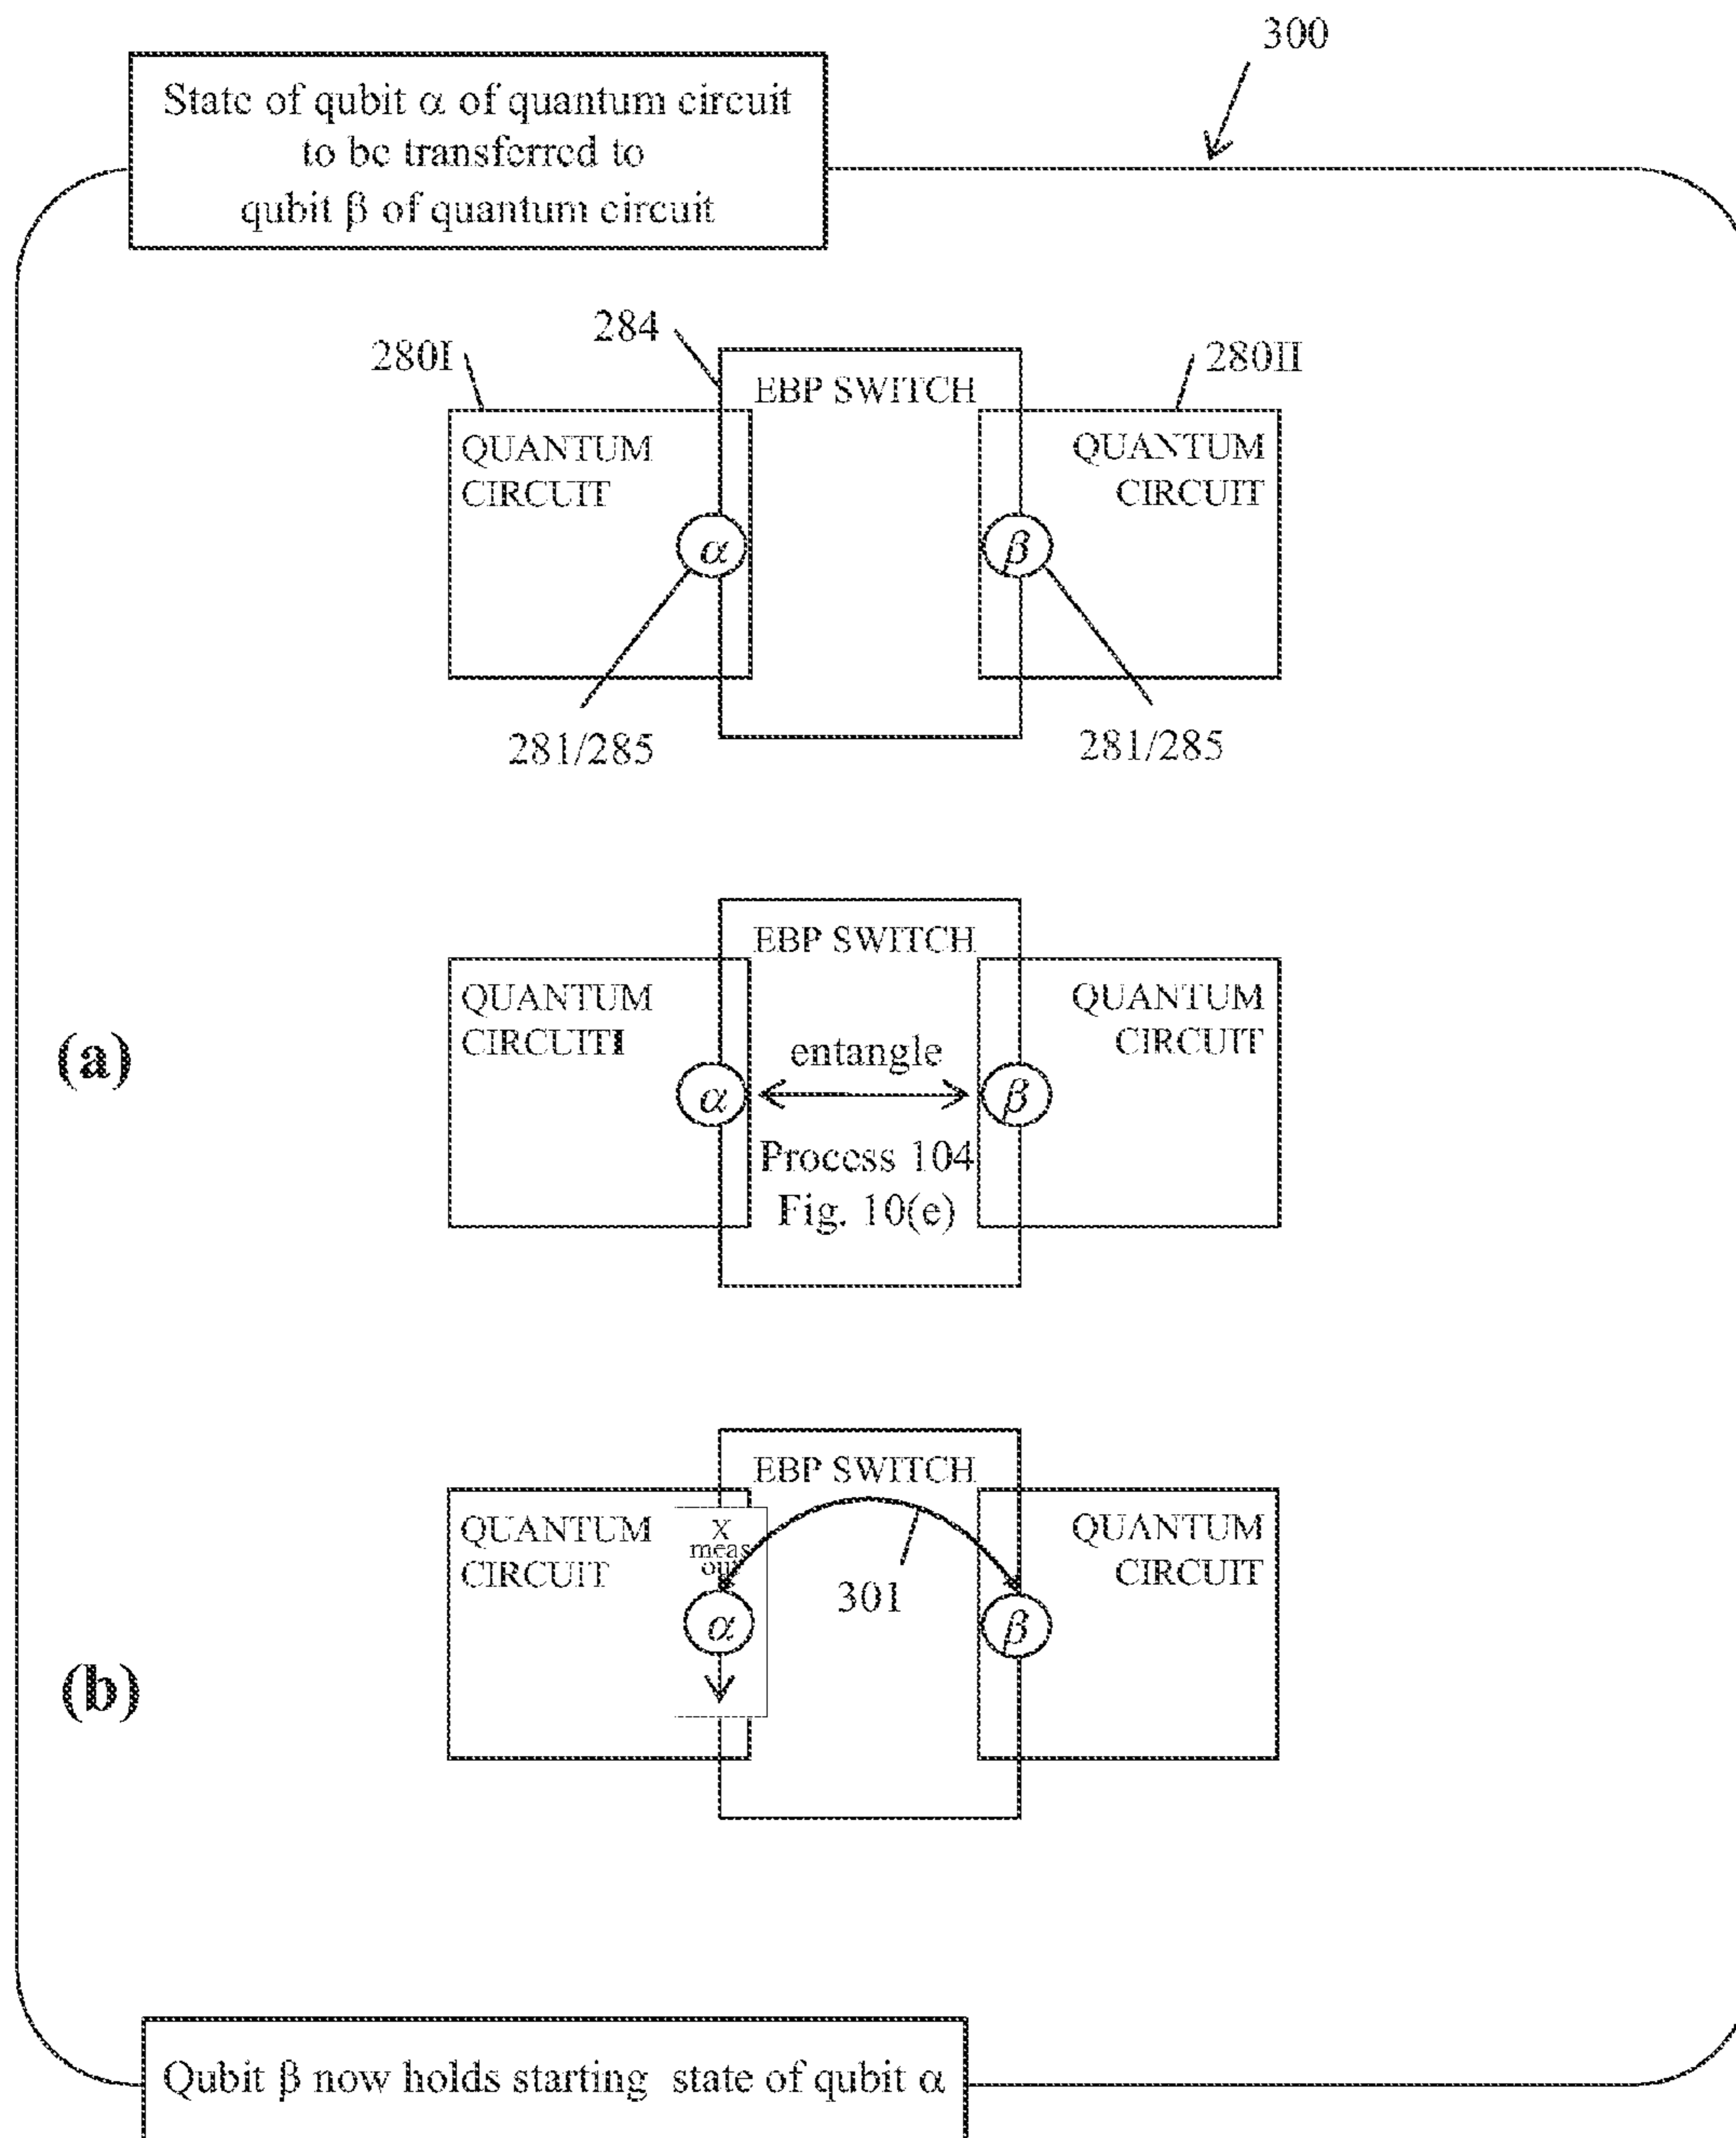 300
State of qubit α of quantum circuit
to be transferred to
qubit β of quantum circuit
284
280I
280II
EBP SWITCH
QUANTUM
CIRCUIT
QUANTUM
CIRCUIT
α
β
281/285
281/285
EBP SWITCH
QUANTUM
CIRCUITI
QUANTUM
CIRCUIT
(a)
entangle
α
β
Process 104
Fig. 10(e)
EBP SWITCH
QUANTUM
CIRCUIT
X
meas
out
QUANTUM
CIRCUIT
301
α
β
(b)
Qubit β now holds starting state of qubit α